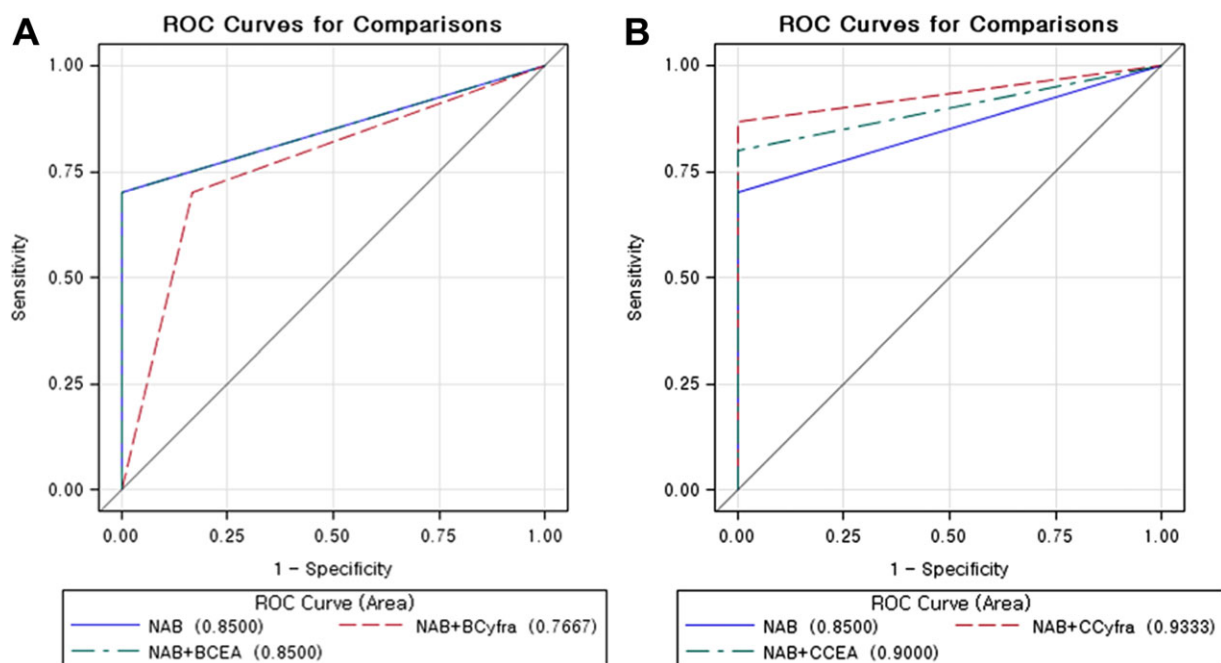 A
ROC Curves for Comparisons
1.00
0.75
0.50
0.25
0.00
Sensitivity
0.00 0.25 0.50 0.75 1.00
1 - Specificity
ROC Curve (Area)
NAB (0.8500) NAB+BCyfra (0.7667)
NAB+BCEA (0.8500)
B
ROC Curves for Comparisons
1.00
0.75
0.50
0.25
0.00
Sensitivity
0.00 0.25 0.50 0.75 1.00
1 - Specificity
ROC Curve (Area)
NAB (0.8500) NAB+CCyfra (0.9333)
NAB+CCEA (0.9000)